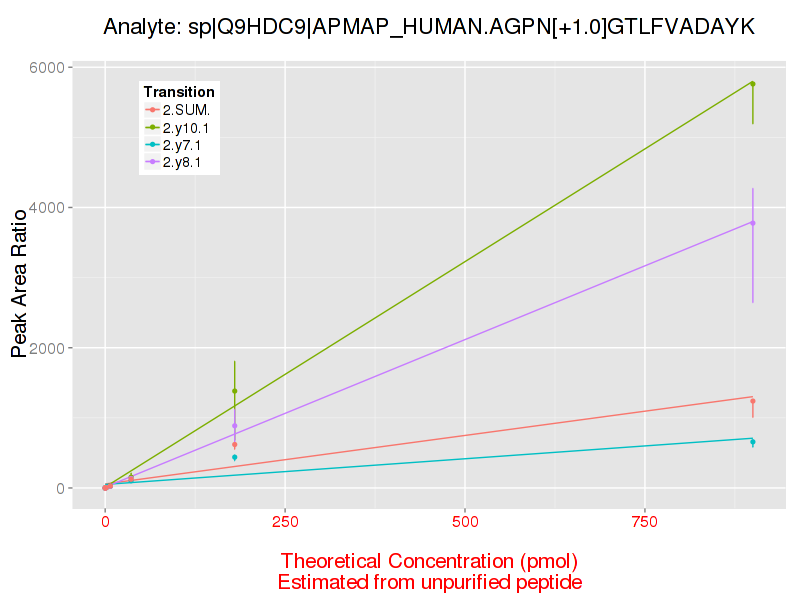 Analyte: sp|Q9HDC9|APMAP_HUMAN.AGPN[+1.0]GTLFVADAYK
6000
4000
2000
0
Peak Area Ratio
Transition
2.SUM.
2.y10.1
2.y7.1
2.y8.1
0
250
500
750
Theoretical Concentration (pmol)
Estimated from unpurified peptide